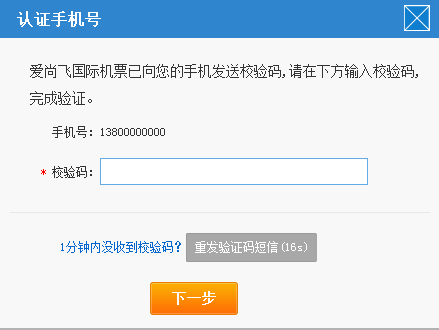 认证手机号
爱尚飞国际机票已向您的手机发送校验码,请在下方输入校验码,
完成验证。
手机号：13800000000
* 校验码：
1分钟内没收到校验码？ 重发验证码短信(16s)
下一步